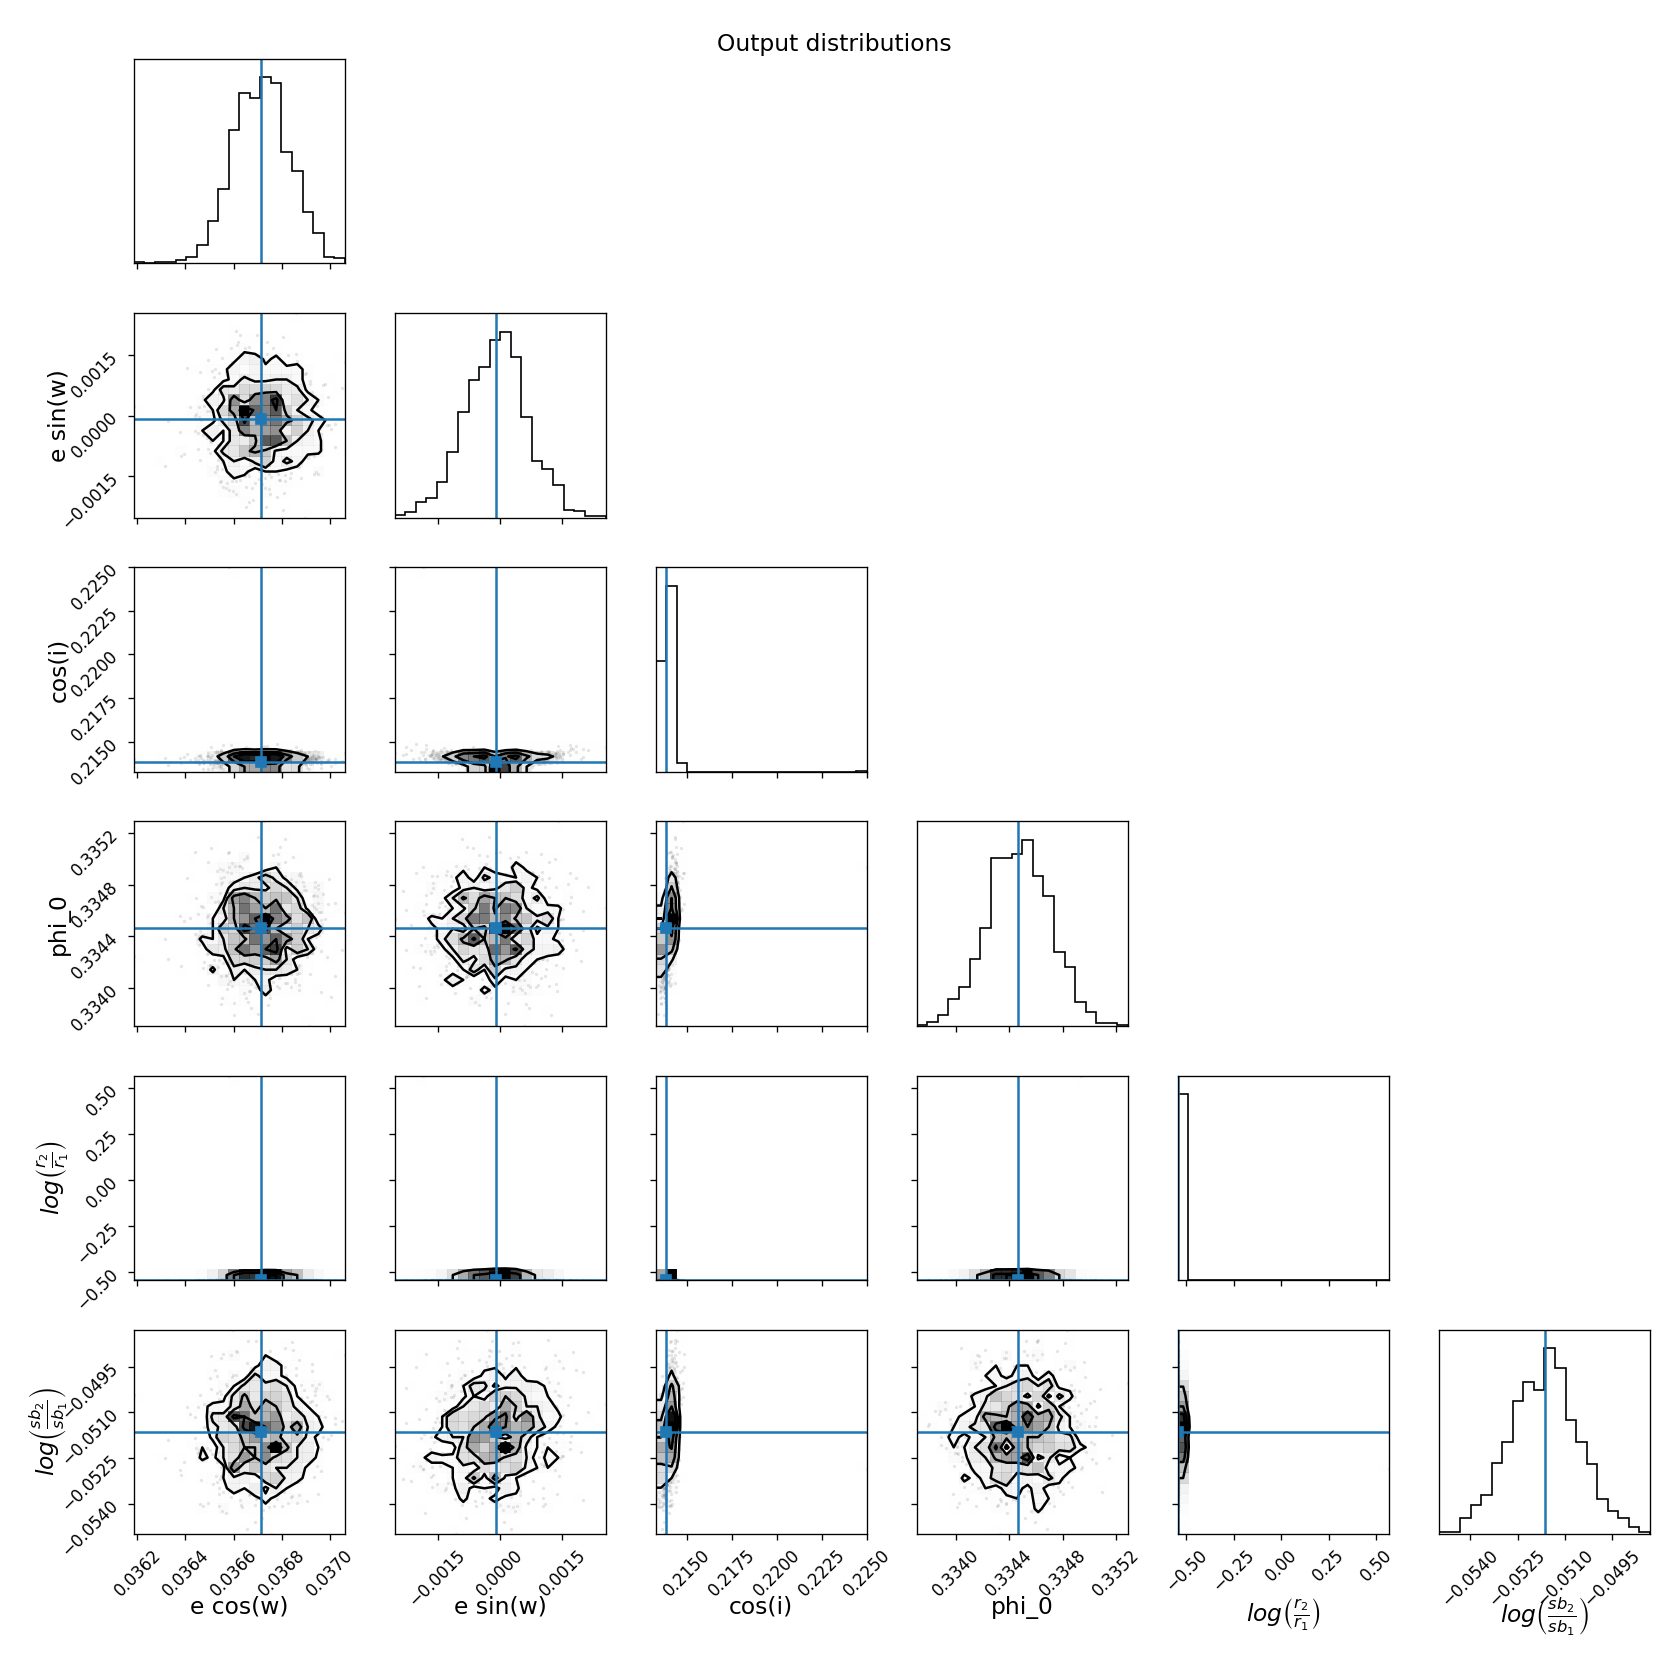 Output distributions
e sin(w)
0.0015
0.0000
−0.0015
cos(i)
0.2250
0.2225
0.2200
0.2175
0.2150
phi_0
0.3352
0.3348
0.3344
0.3340
log(r₂/r₁)
0.50
0.25
0.00
−0.25
−0.50
log(sb₂/sb₁)
−0.0495
−0.0510
−0.0525
−0.0540
0.0362 0.0364 0.0366 0.0368 0.0370 −0.0015 0.0000 0.0015 0.2150 0.2175 0.2200 0.2225 0.2250 0.3340 0.3344 0.3348 0.3352 −0.50 −0.25 0.00 0.25 0.50 −0.0540 −0.0525 −0.0510 −0.0495
e cos(w) e sin(w) cos(i) phi_0 log(r₂/r₁) log(sb₂/sb₁)